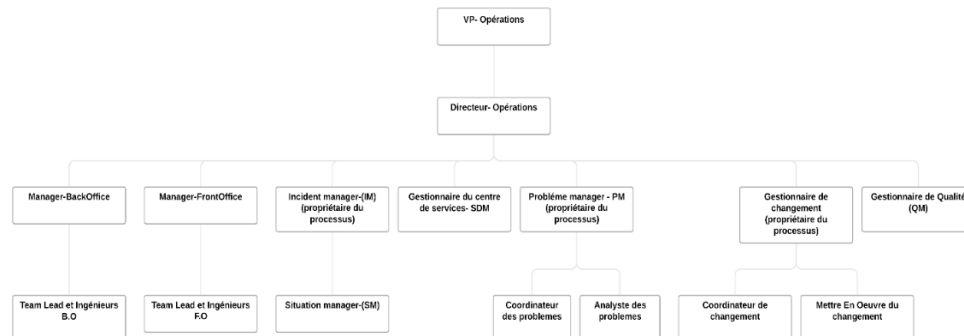 VP- Opérations
Directeur- Opérations
Manager-BackOffice
Manager-FrontOffice
Incident manager-(IM)
(propriétaire du
processus)
Gestionnaire du centre
de services- SDM
Probléme manager - PM
(propriétaire du
processus)
Gestionnaire de
changement
(propriétaire du
processus)
Gestionnaire de Qualité
(QM)
Team Lead et Ingénieurs
B.O
Team Lead et Ingénieurs
F.O
Situation manager-(SM)
Coordinateur
des problemes
Analyste des
problemes
Coordinateur de
changement
Mettre En Oeuvre du
changement